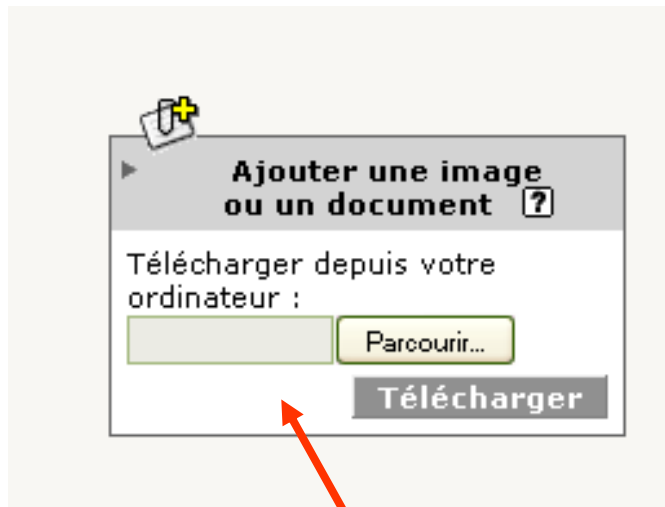 Ajouter une image
ou un document ?
Télécharger depuis votre
ordinateur :
Parcourir...
Télécharger